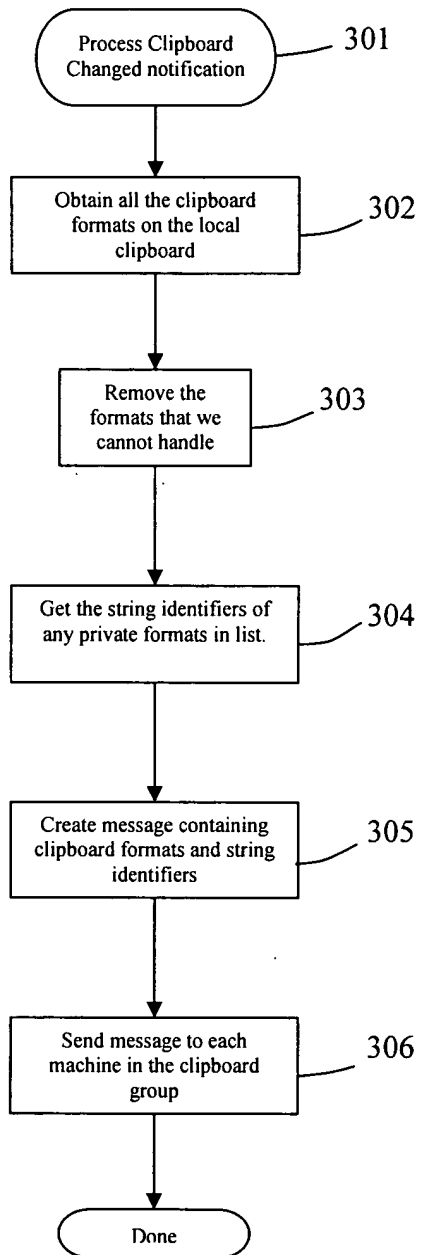 Process Clipboard
Changed notification
301
Obtain all the clipboard
formats on the local
clipboard
302
Remove the
formats that we
cannot handle
303
Get the string identifiers of
any private formats in list.
304
Create message containing
clipboard formats and string
identifiers
305
Send message to each
machine in the clipboard
group
306
Done